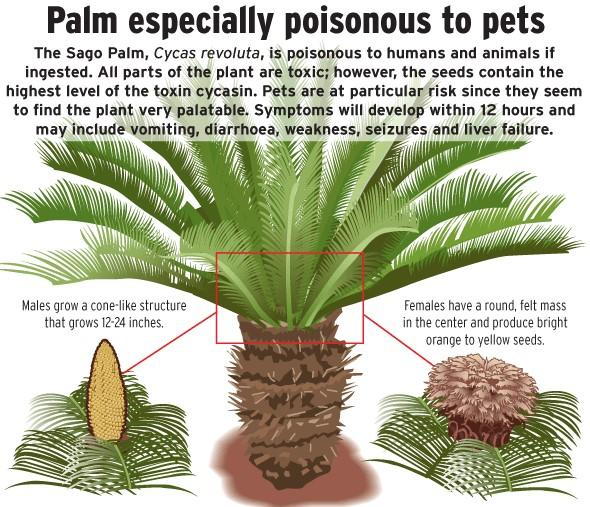 Palm especially poisonous to pets
The Sago Palm, Cycas revoluta, is poisonous to humans and animals if
ingested. All parts of the plant are toxic; however, the seeds contain the
highest level of the toxin cycasin. Pets are at particular risk since they seem
to find the plant very palatable. Symptoms will develop within 12 hours and
may include vomiting, diarrhoea, weakness, seizures and liver failure.
Males grow a cone-like structure
that grows 12-24 inches.
Females have a round, felt mass
in the center and produce bright
orange to yellow seeds.